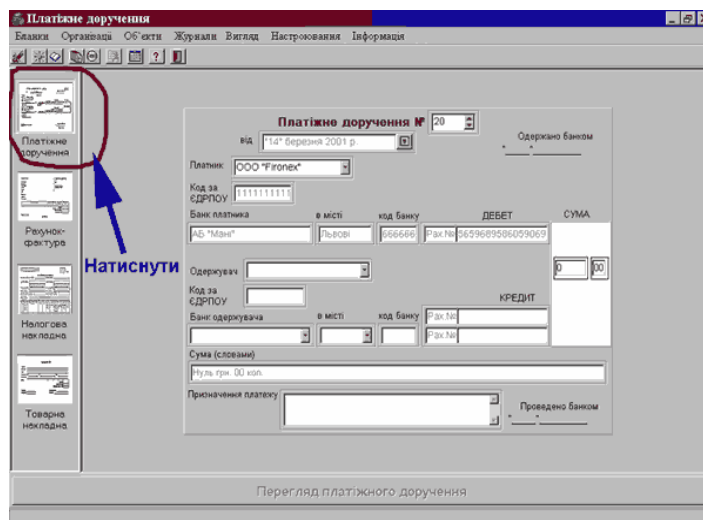 Платіжне доручення
Бланки Організації Об'єкти Журнали Вигляд Настроювання Інформація
Платіжне доручення № 20
від "14" березня 2001 р.
Одержано банком
Платіжне
доручення
Платник ООО "Fironex"
Код за
ЄДРПОУ 1111111111
Банк платника в місті код банку ДЕБЕТ СУМА
АБ "Мані" Львові 666666 Рах.№ 5659689586059069
Рахунок-
фактура
Натиснути
Одержувач
0 00
Код за
ЄДРПОУ
КРЕДИТ
Банк одержувача в місті код банку Рах.№
Рах.№
Налогова
накладна
Сума (словами)
Нуль грн. 00 коп.
Призначення платежу
Проведено банком
Товарна
накладна
Перегляд платіжного доручення